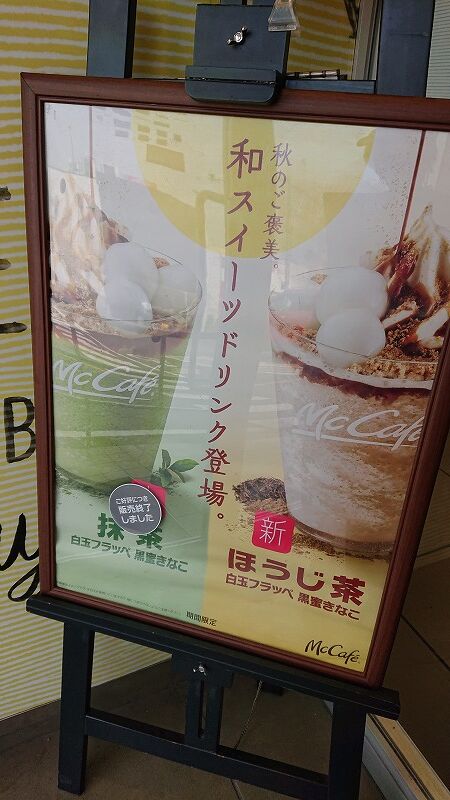 秋のご褒美。
和スイーツドリンク登場。
McCafé
McCafé
ご好評につき
販売終了
しました
抹茶
白玉フラッペ 黒蜜きなこ
新
ほうじ茶
白玉フラッペ 黒蜜きなこ
期間限定
McCafé
B
y